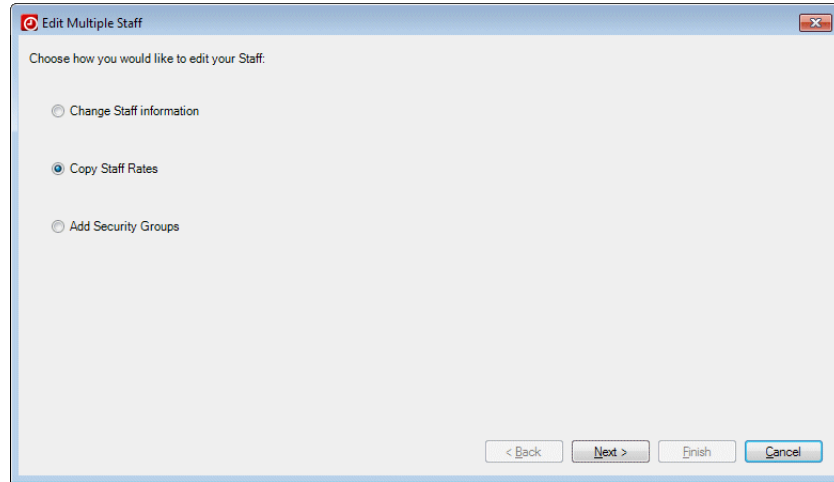 Edit Multiple Staff
Choose how you would like to edit your Staff:
Change Staff information
Copy Staff Rates
Add Security Groups
< Back Next > Finish Cancel